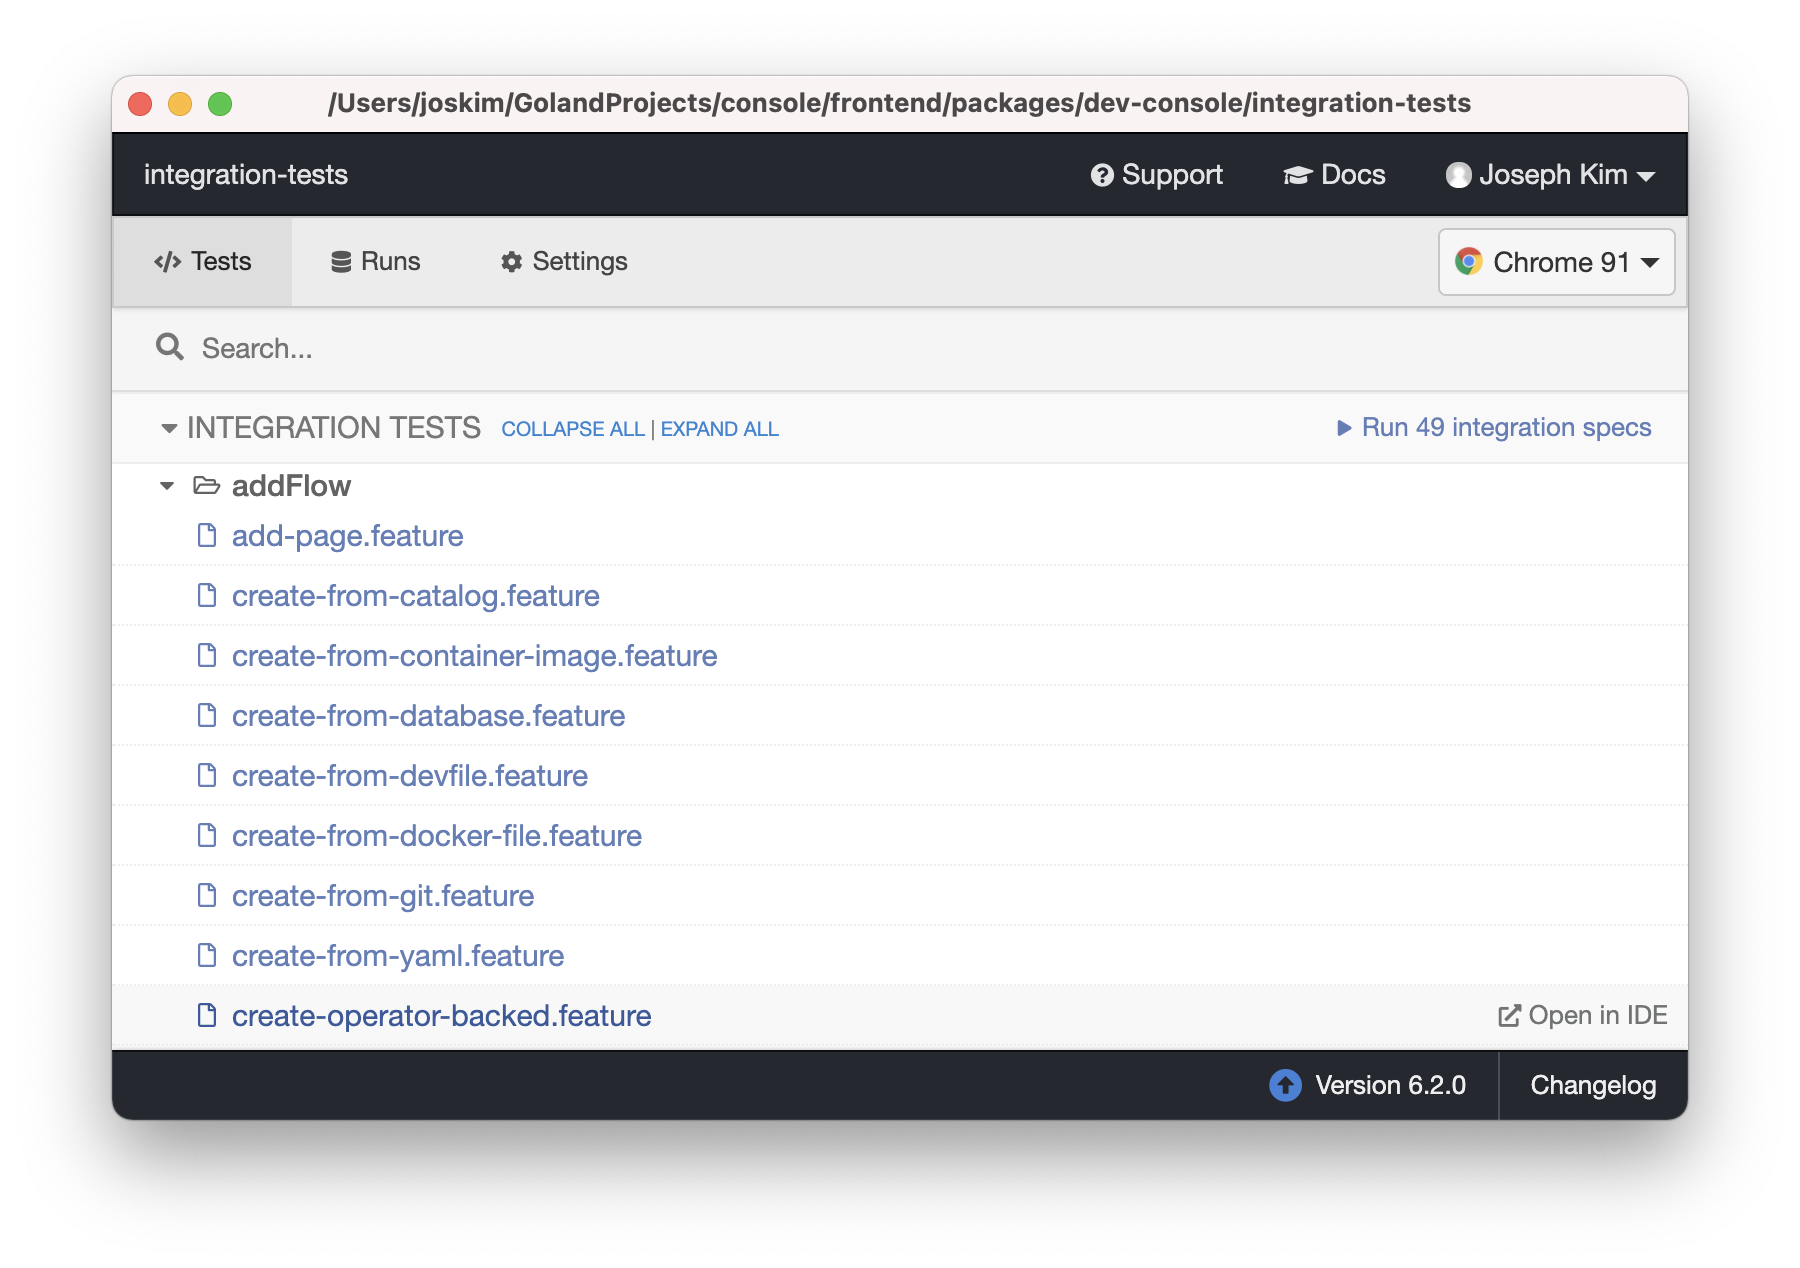 /Users/joskim/GolandProjects/console/frontend/packages/dev-console/integration-tests
integration-tests Support Docs Joseph Kim
Tests Runs Settings Chrome 91
Search...
INTEGRATION TESTS COLLAPSE ALL | EXPAND ALL Run 49 integration specs
addFlow
add-page.feature
create-from-catalog.feature
create-from-container-image.feature
create-from-database.feature
create-from-devfile.feature
create-from-docker-file.feature
create-from-git.feature
create-from-yaml.feature
create-operator-backed.feature Open in IDE
Version 6.2.0 Changelog